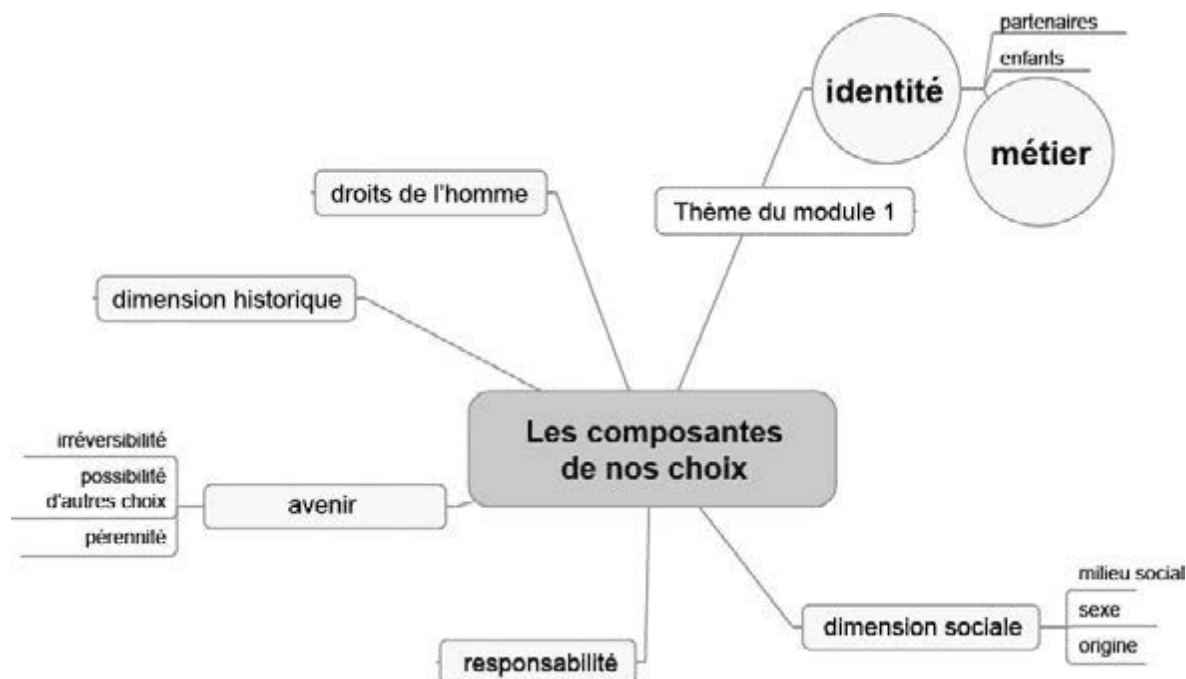 partenaires
enfants
identité
métier
droits de l'homme
Thème du module 1
dimension historique
Les composantes
de nos choix
irréversibilité
possibilité
d'autres choix
pérennité
avenir
milieu social
sexe
origine
dimension sociale
responsabilité